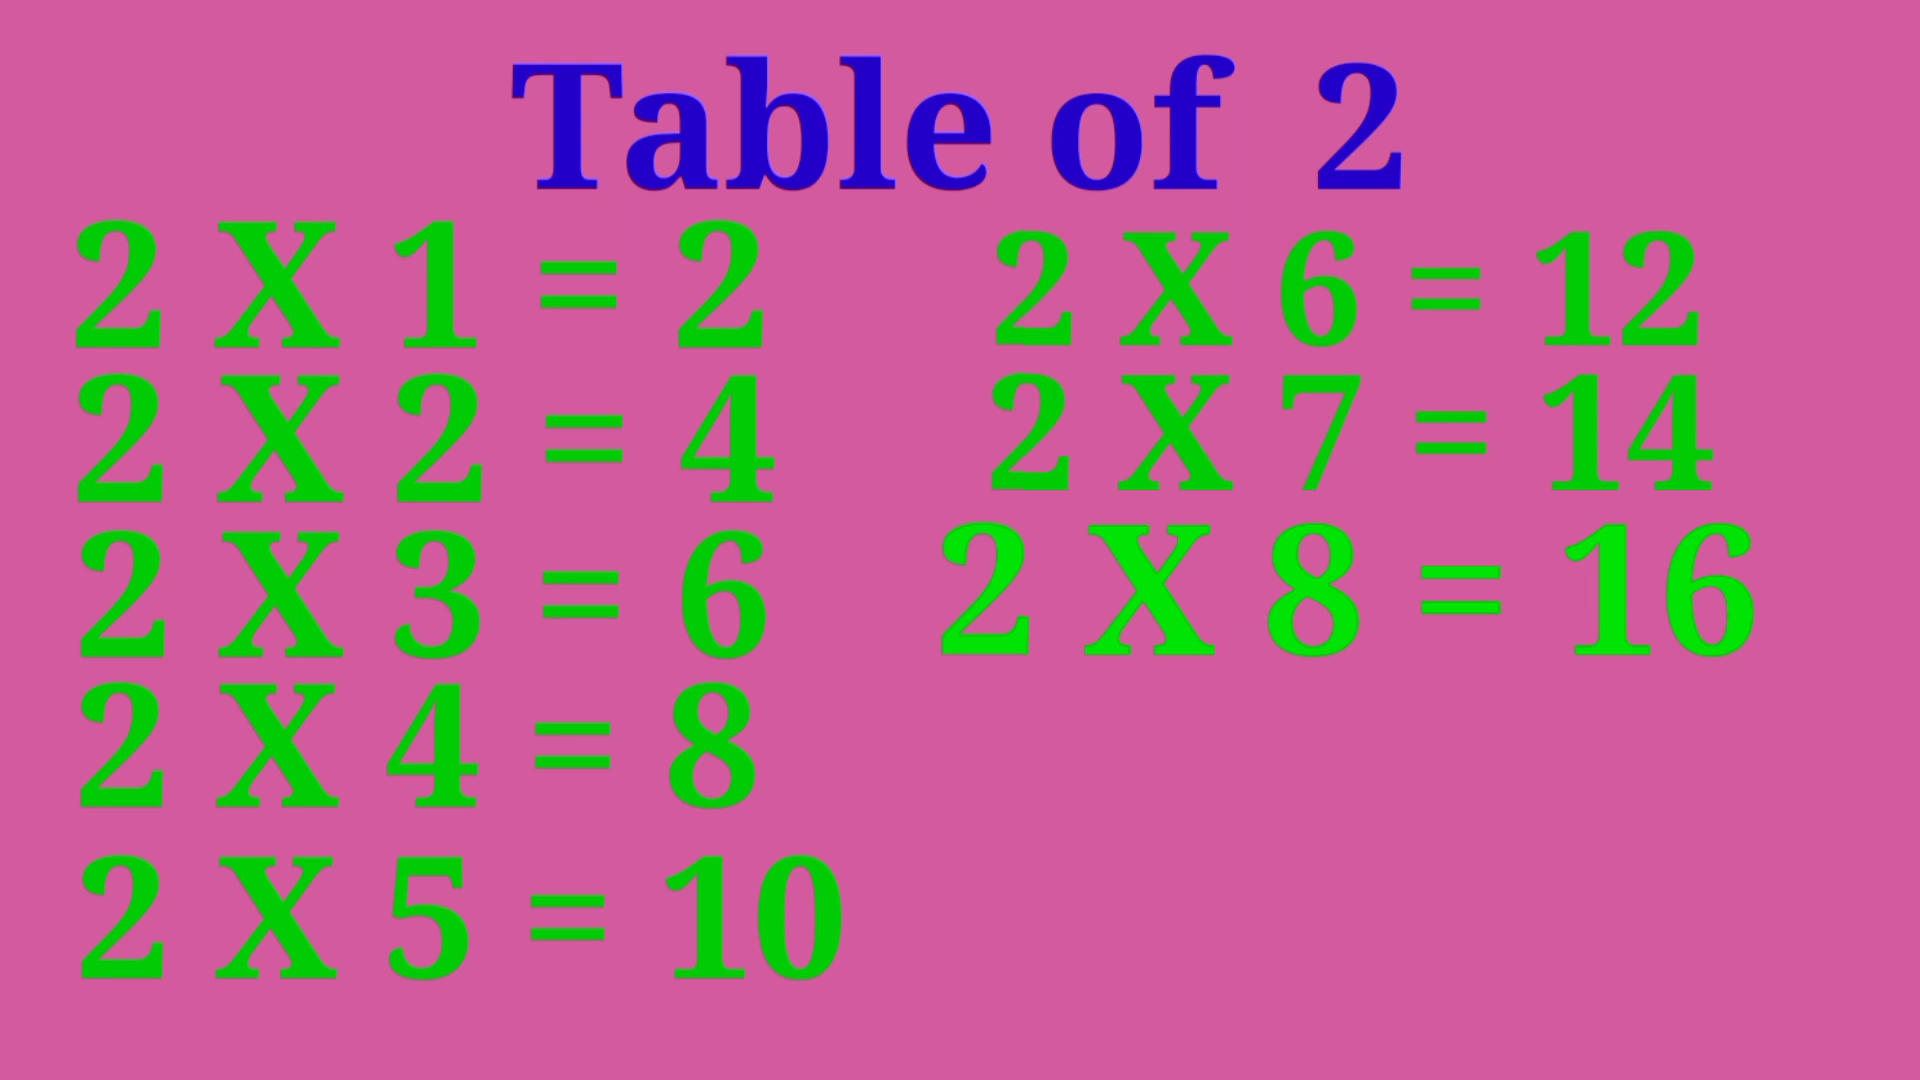 Table of 2
2 X 1 = 2
2 X 2 = 4
2 X 3 = 6
2 X 4 = 8
2 X 5 = 10
2 X 6 = 12
2 X 7 = 14
2 X 8 = 16